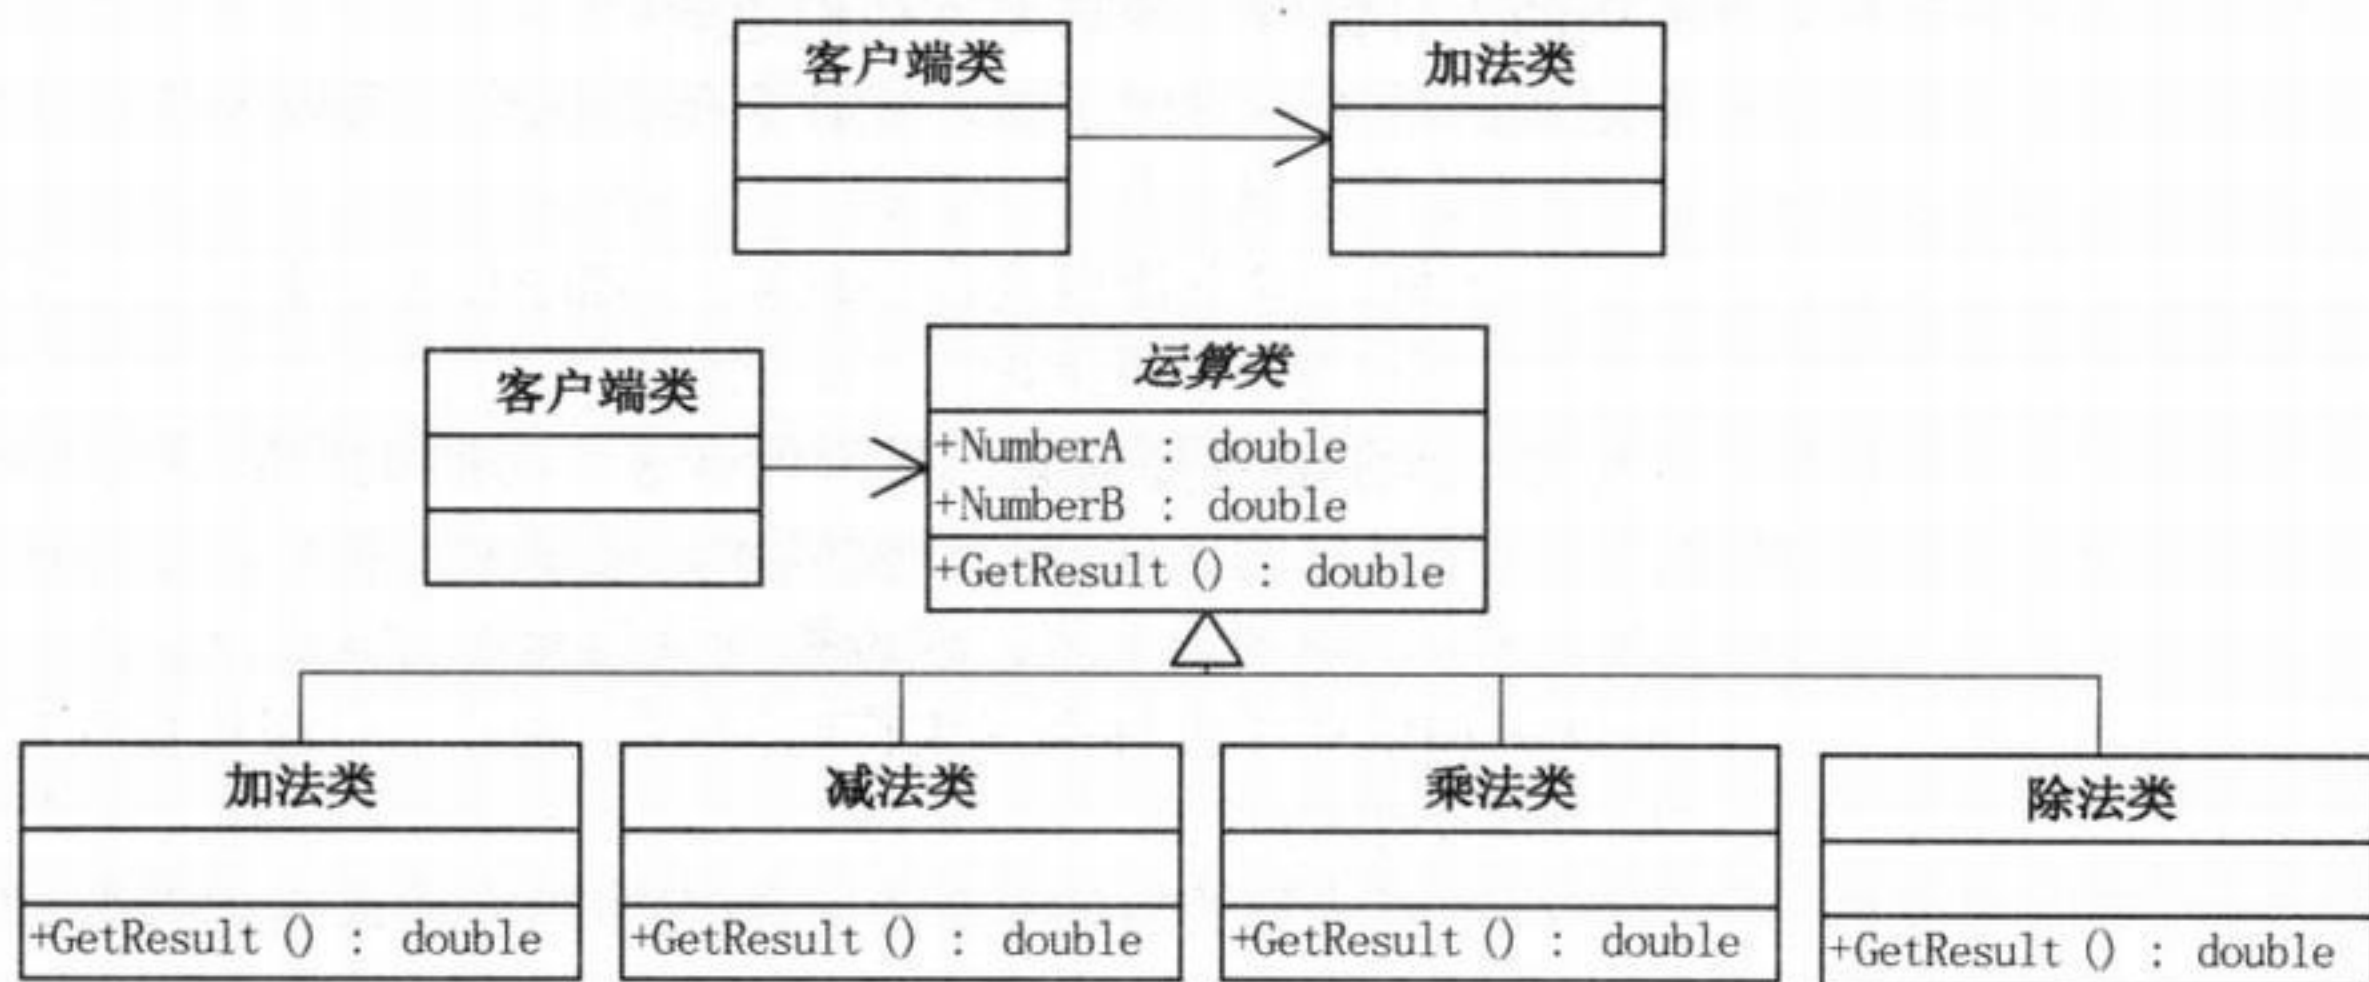 客户端类
加法类
客户端类
运算类
+NumberA : double
+NumberB : double
+GetResult () : double
加法类
减法类
乘法类
除法类
+GetResult () : double
+GetResult () : double
+GetResult () : double
+GetResult () : double